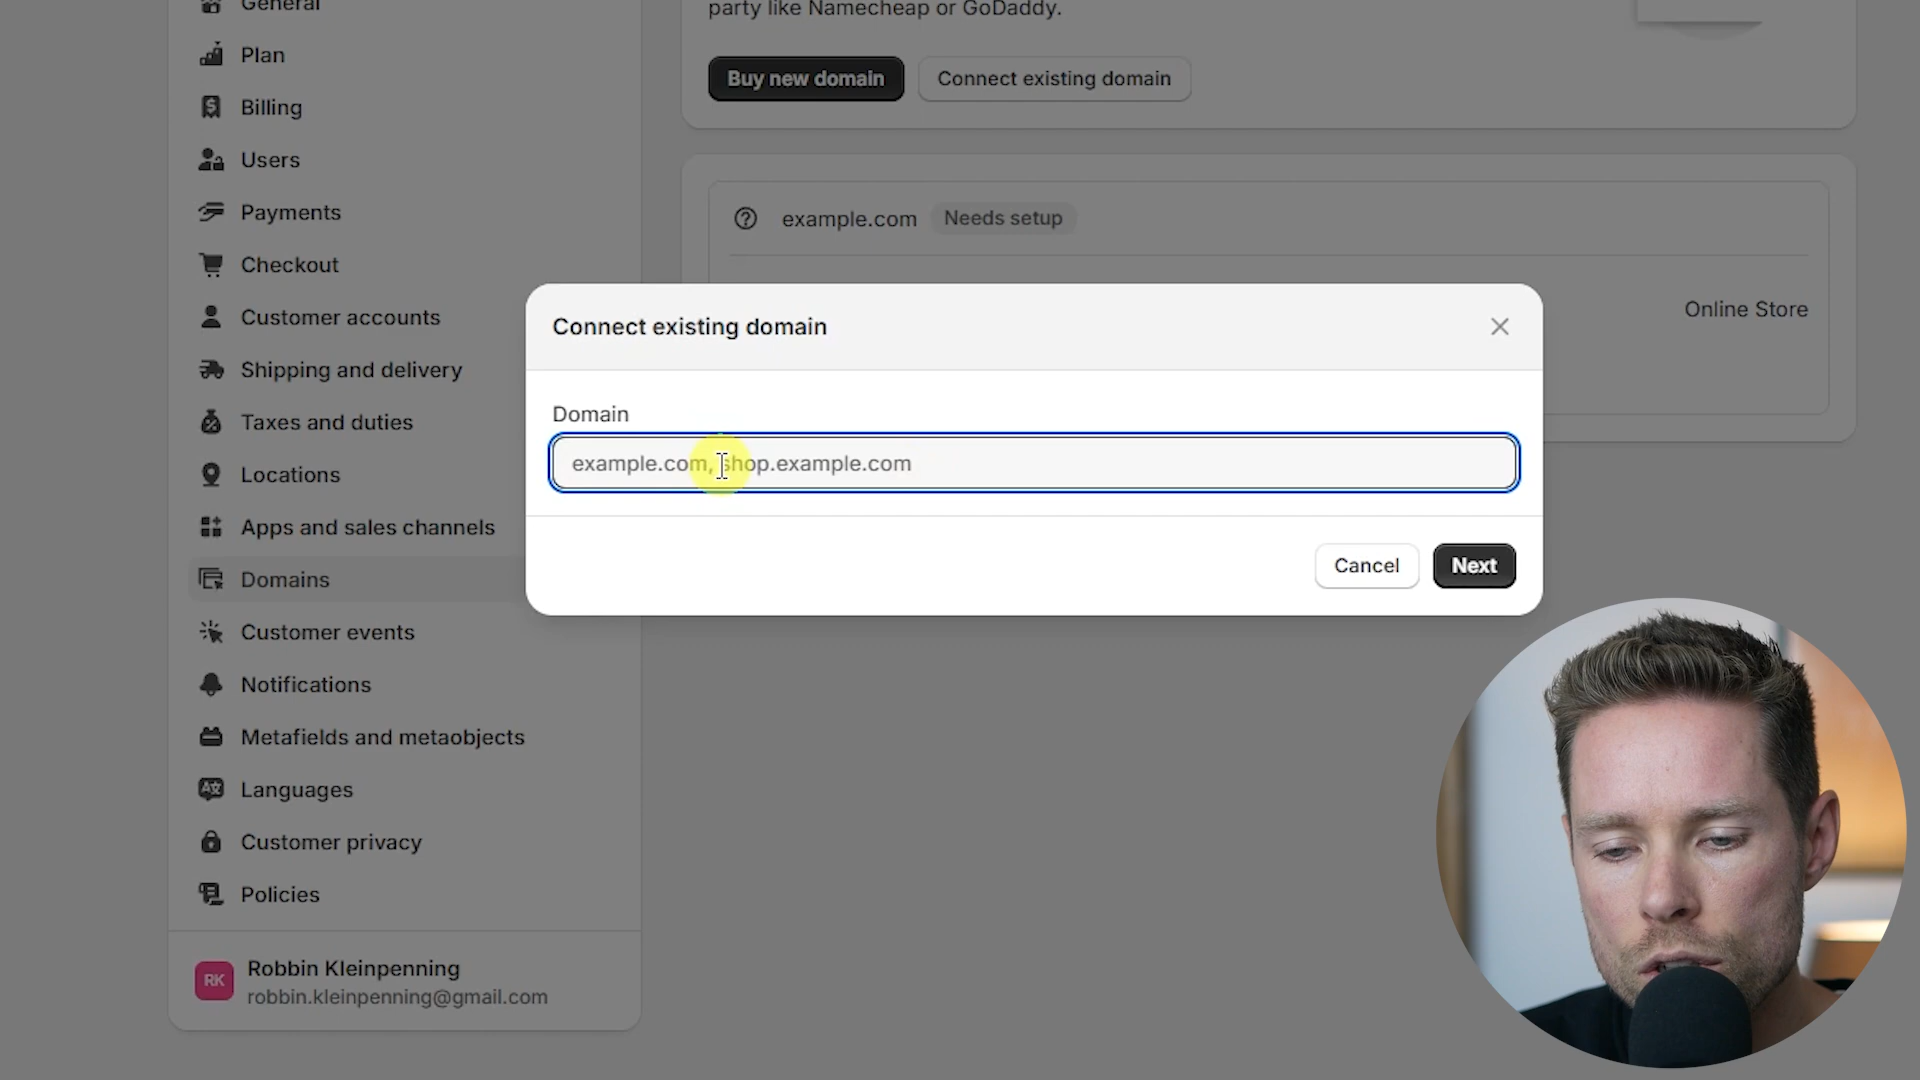 General
Plan
Billing
Users
Payments
Checkout
Customer accounts
Shipping and delivery
Taxes and duties
Locations
Apps and sales channels
Domains
Customer events
Notifications
Metafields and metaobjects
Languages
Customer privacy
Policies
RK
Robbin Kleinpenning
robbin.kleinpenning@gmail.com
party like Namecheap or GoDaddy.
Buy new domain
Connect existing domain
example.com Needs setup
Online Store
Connect existing domain
Domain
example.com, shop.example.com
Cancel
Next